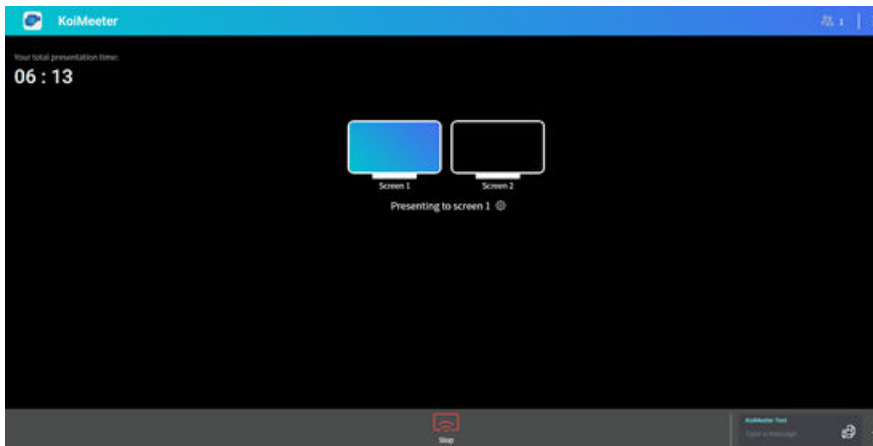 KoiMeeter
1
Your total presentation time:
06 : 13
Screen 1
Screen 2
Presenting to screen 1
Stop
KoiMeeter Test
Type a message